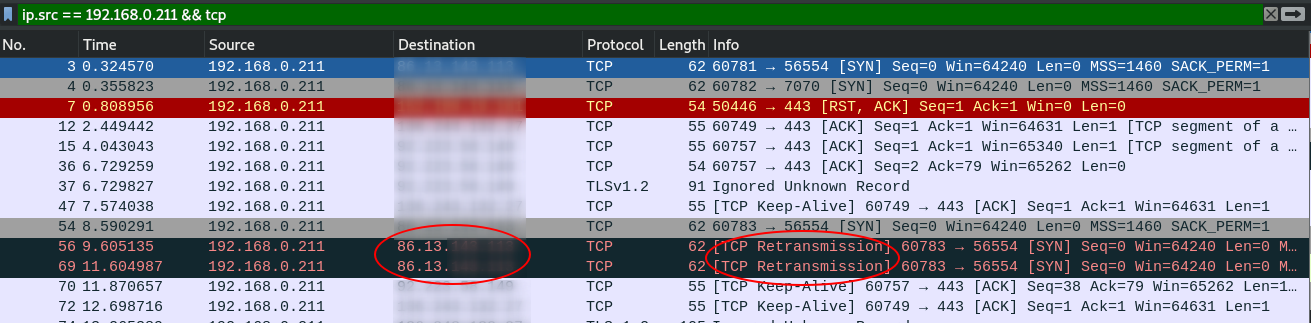 ip.src == 192.168.0.211 && tcp
No. Time Source Destination Protocol Length Info
3 0.324570 192.168.0.211 TCP 62 60781 → 56554 [SYN] Seq=0 Win=64240 Len=0 MSS=1460 SACK_PERM=1
4 0.355823 192.168.0.211 TCP 62 60782 → 7070 [SYN] Seq=0 Win=64240 Len=0 MSS=1460 SACK_PERM=1
7 0.808956 192.168.0.211 TCP 54 50446 → 443 [RST, ACK] Seq=1 Ack=1 Win=0 Len=0
12 2.449442 192.168.0.211 TCP 55 60749 → 443 [ACK] Seq=1 Ack=1 Win=64631 Len=1 [TCP segment of a …
15 4.043043 192.168.0.211 TCP 55 60757 → 443 [ACK] Seq=1 Ack=1 Win=65340 Len=1 [TCP segment of a …
36 6.729259 192.168.0.211 TCP 54 60757 → 443 [ACK] Seq=2 Ack=79 Win=65262 Len=0
37 6.729827 192.168.0.211 TLSv1.2 91 Ignored Unknown Record
47 7.574038 192.168.0.211 TCP 55 [TCP Keep-Alive] 60749 → 443 [ACK] Seq=1 Ack=1 Win=64631 Len=1
54 8.590291 192.168.0.211 TCP 62 60783 → 56554 [SYN] Seq=0 Win=64240 Len=0 MSS=1460 SACK_PERM=1
56 9.605135 192.168.0.211 86.13. TCP 62 [TCP Retransmission] 60783 → 56554 [SYN] Seq=0 Win=64240 Len=0 M…
69 11.604987 192.168.0.211 86.13. TCP 62 [TCP Retransmission] 60783 → 56554 [SYN] Seq=0 Win=64240 Len=0 M…
70 11.870657 192.168.0.211 TCP 55 [TCP Keep-Alive] 60757 → 443 [ACK] Seq=38 Ack=79 Win=65262 Len=1…
72 12.698716 192.168.0.211 TCP 55 [TCP Keep-Alive] 60749 → 443 [ACK] Seq=1 Ack=1 Win=64631 Len=1